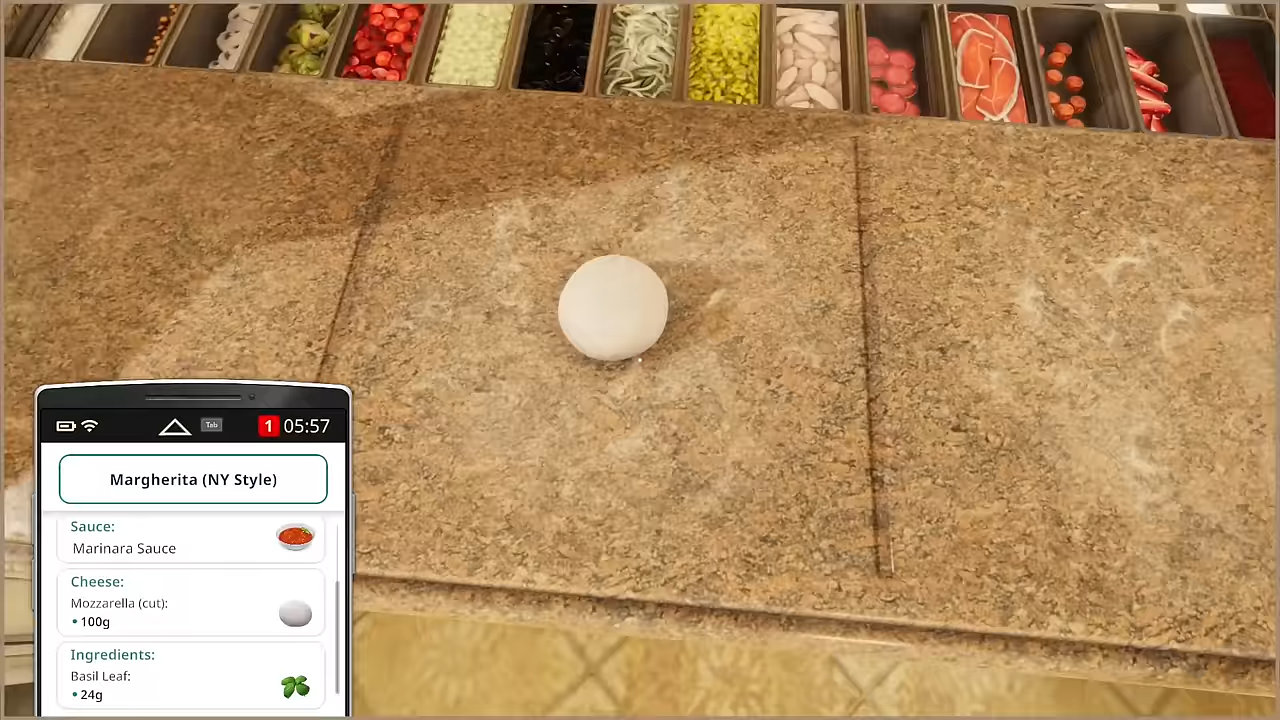 Tab
1 05:57
Margherita (NY Style)
Sauce:
Marinara Sauce
Cheese:
Mozzarella (cut):
• 100g
Ingredients:
Basil Leaf:
• 24g